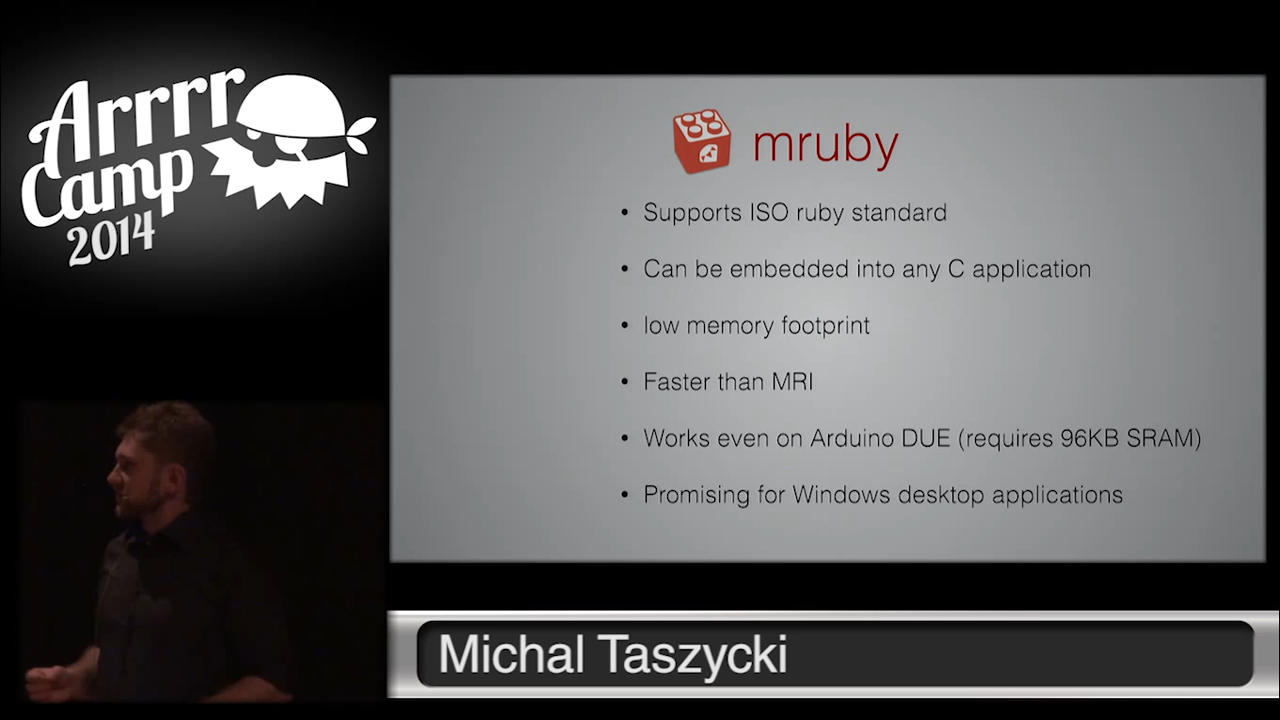 Arrrr
Camp
2014
mruby
• Supports ISO ruby standard
• Can be embedded into any C application
• low memory footprint
• Faster than MRI
• Works even on Arduino DUE (requires 96KB SRAM)
• Promising for Windows desktop applications
Michal Taszycki